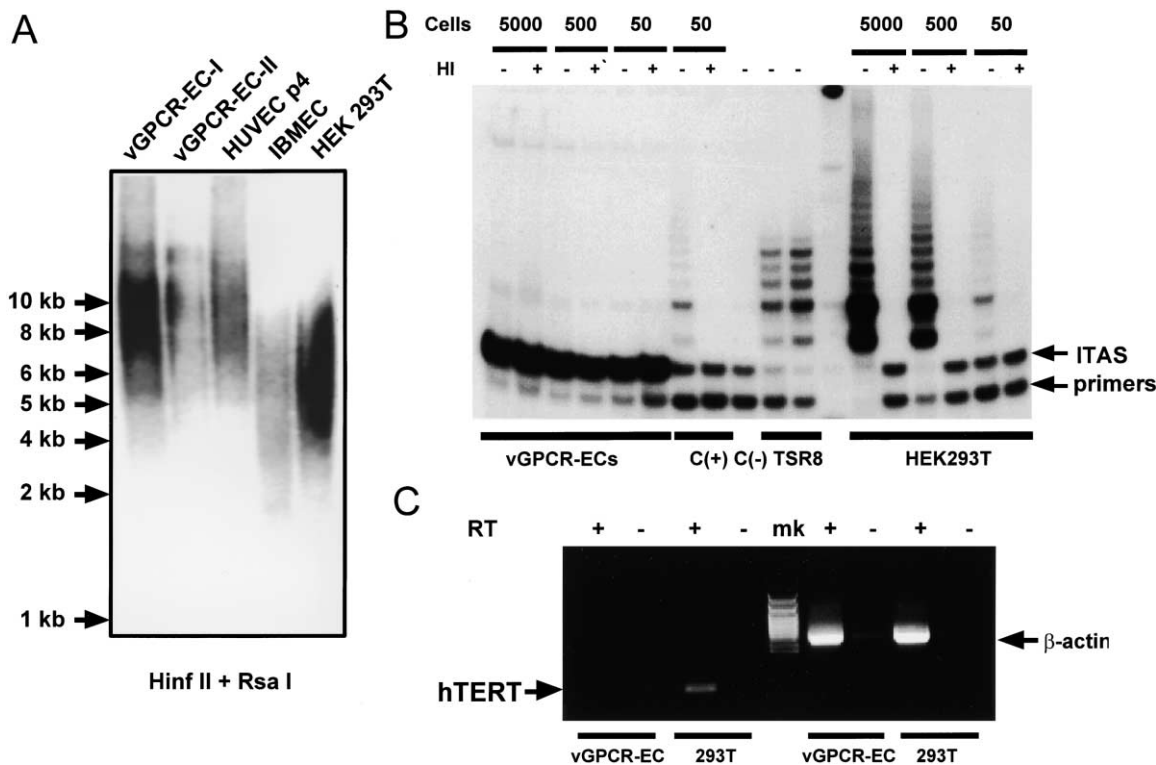 A
vGPCR-EC-I
vGPCR-EC-II
HUVEC p4
IBMEC
HEK 293T
10 kb
8 kb
6 kb
5 kb
4 kb
2 kb
1 kb
Hinf II + Rsa I
B
Cells 5000 500 50 50 5000 500 50
HI - + - + - + - + - - - - + - + - +
ITAS
primers
vGPCR-ECs C(+) C(-) TSR8 HEK293T
C
RT + - + - mk + - + -
β-actin
hTERT
vGPCR-EC 293T vGPCR-EC 293T